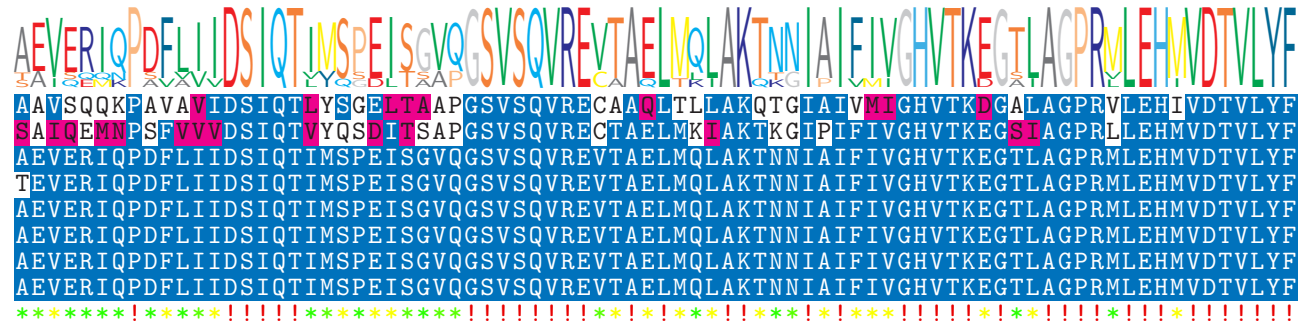 AEVERIQPDFLIIDSIQTIMSPEISGVQGSVSQVREVTAELMQLAKTNNIAIFIVGHVTKEGTLAGPRMLEHMVDTVLYF
AAVSQQKPAVAVIDSIQTLYSGELTAAPGSVSQVRECAAQLTLLAKQTGIAIVMIGHVTKDGALAGPRVLEHIVDTVLYF
SAIQEMNPSFVVVDSIQTVYQSDITSAPGSVSQVRECTAELMKIAKTKGIPIFIVGHVTKEGSIAGPRLLEHMVDTVLYF
AEVERIQPDFLIIDSIQTIMSPEISGVQGSVSQVREVTAELMQLAKTNNIAIFIVGHVTKEGTLAGPRMLEHMVDTVLYF
TEVERIQPDFLIIDSIQTIMSPEISGVQGSVSQVREVTAELMQLAKTNNIAIFIVGHVTKEGTLAGPRMLEHMVDTVLYF
AEVERIQPDFLIIDSIQTIMSPEISGVQGSVSQVREVTAELMQLAKTNNIAIFIVGHVTKEGTLAGPRMLEHMVDTVLYF
AEVERIQPDFLIIDSIQTIMSPEISGVQGSVSQVREVTAELMQLAKTNNIAIFIVGHVTKEGTLAGPRMLEHMVDTVLYF
AEVERIQPDFLIIDSIQTIMSPEISGVQGSVSQVREVTAELMQLAKTNNIAIFIVGHVTKEGTLAGPRMLEHMVDTVLYF
AEVERIQPDFLIIDSIQTIMSPEISGVQGSVSQVREVTAELMQLAKTNNIAIFIVGHVTKEGTLAGPRMLEHMVDTVLYF
*******!*****!!!!!**********!!!!!!!!**!*!***!!***!*!***!!!!!*!**!!!!*!!!*!!!!!!!